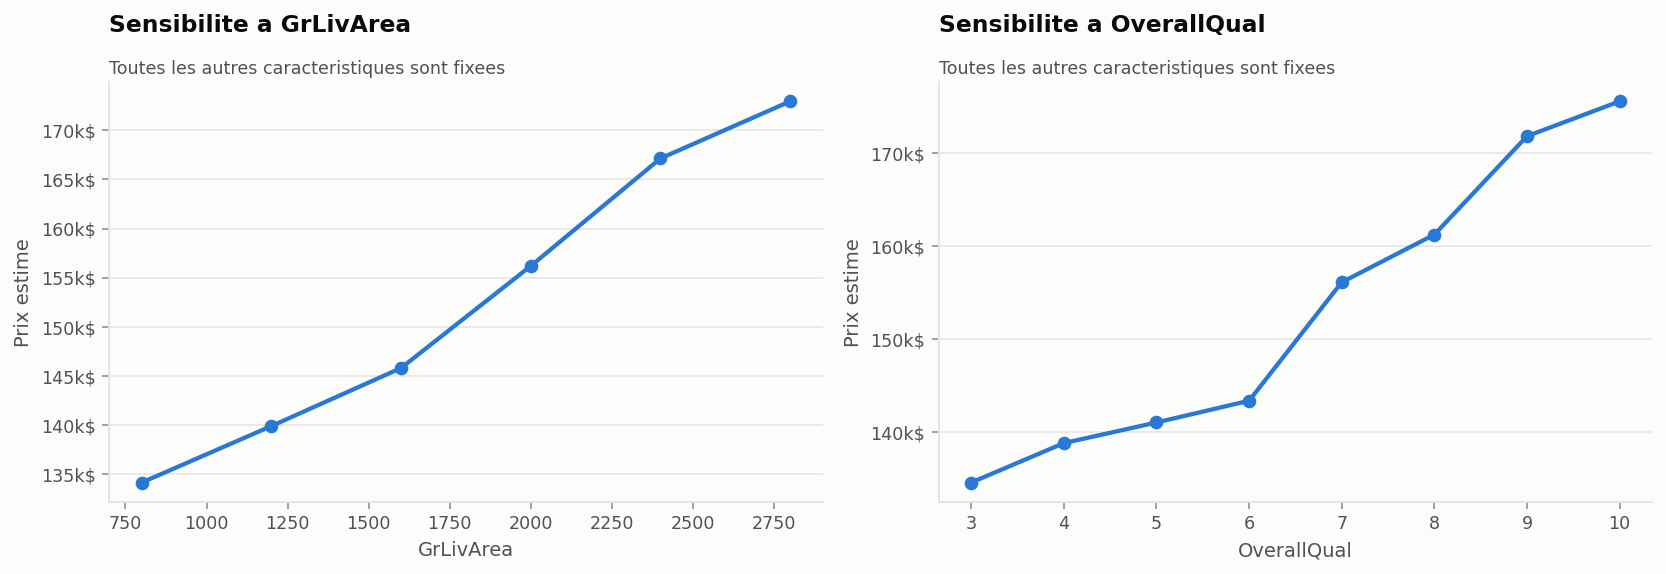 Sensibilite a GrLivArea
Toutes les autres caracteristiques sont fixees
170k$
165k$
160k$
155k$
150k$
145k$
140k$
135k$
Prix estime
750 1000 1250 1500 1750 2000 2250 2500 2750
GrLivArea
Sensibilite a OverallQual
Toutes les autres caracteristiques sont fixees
170k$
160k$
150k$
140k$
Prix estime
3 4 5 6 7 8 9 10
OverallQual